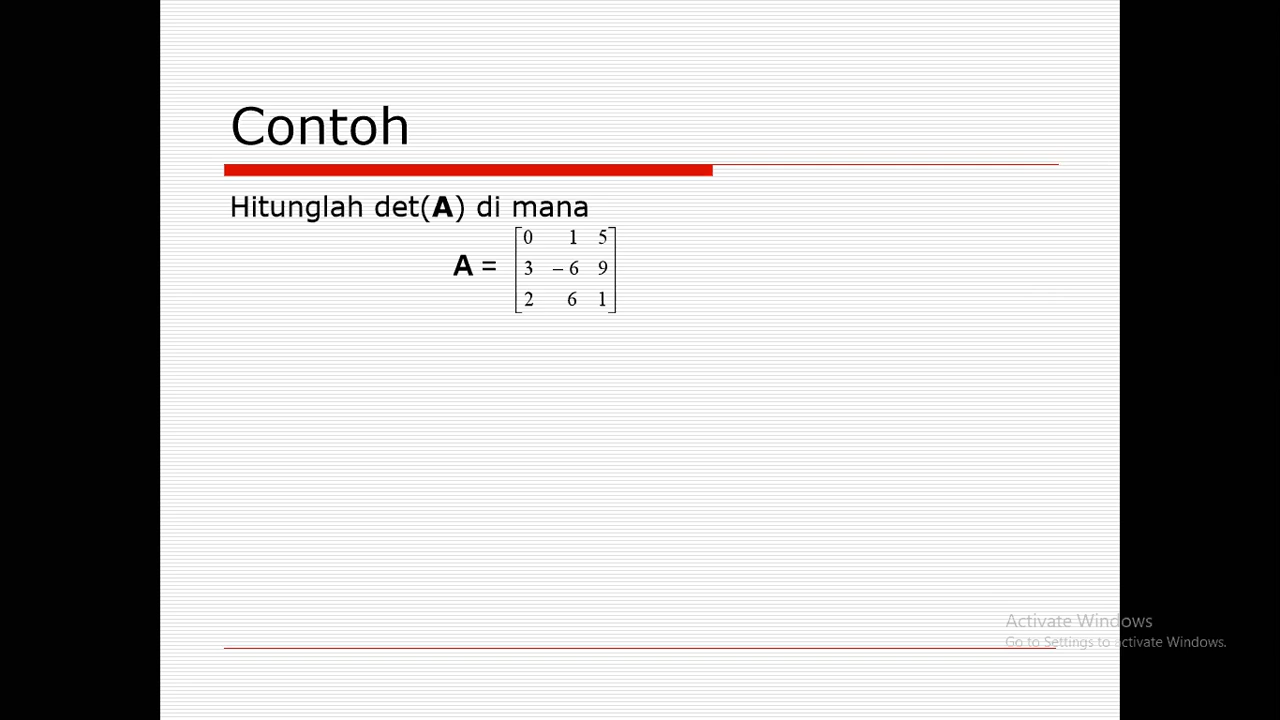 Contoh
Hitunglah det(A) di mana
0 1 5
A = 3 – 6 9
2 6 1
Activate Windows
Go to Settings to activate Windows.